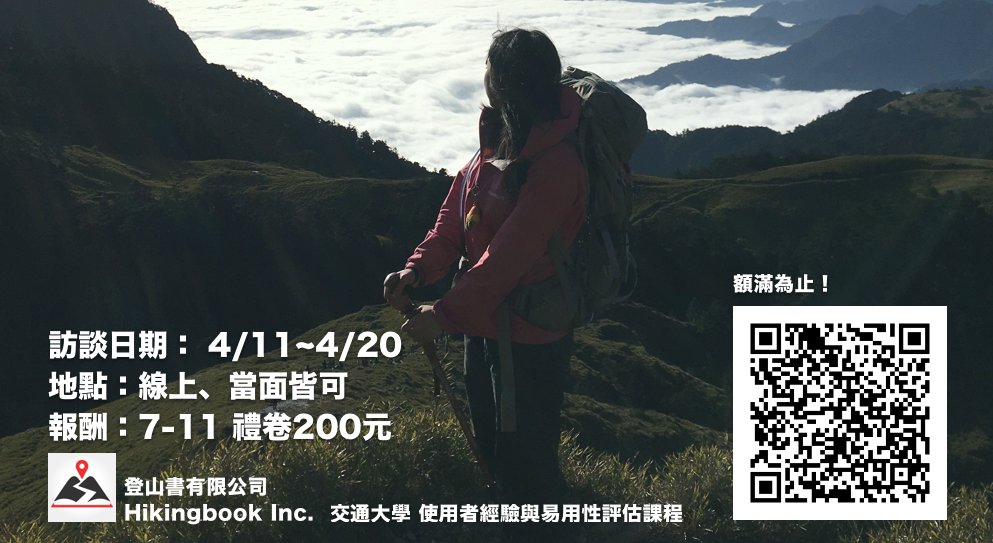 額滿為止！
訪談日期： 4/11~4/20
地點：線上、當面皆可
報酬：7-11 禮卷200元
登山書有限公司
Hikingbook Inc. 交通大學 使用者經驗與易用性評估課程